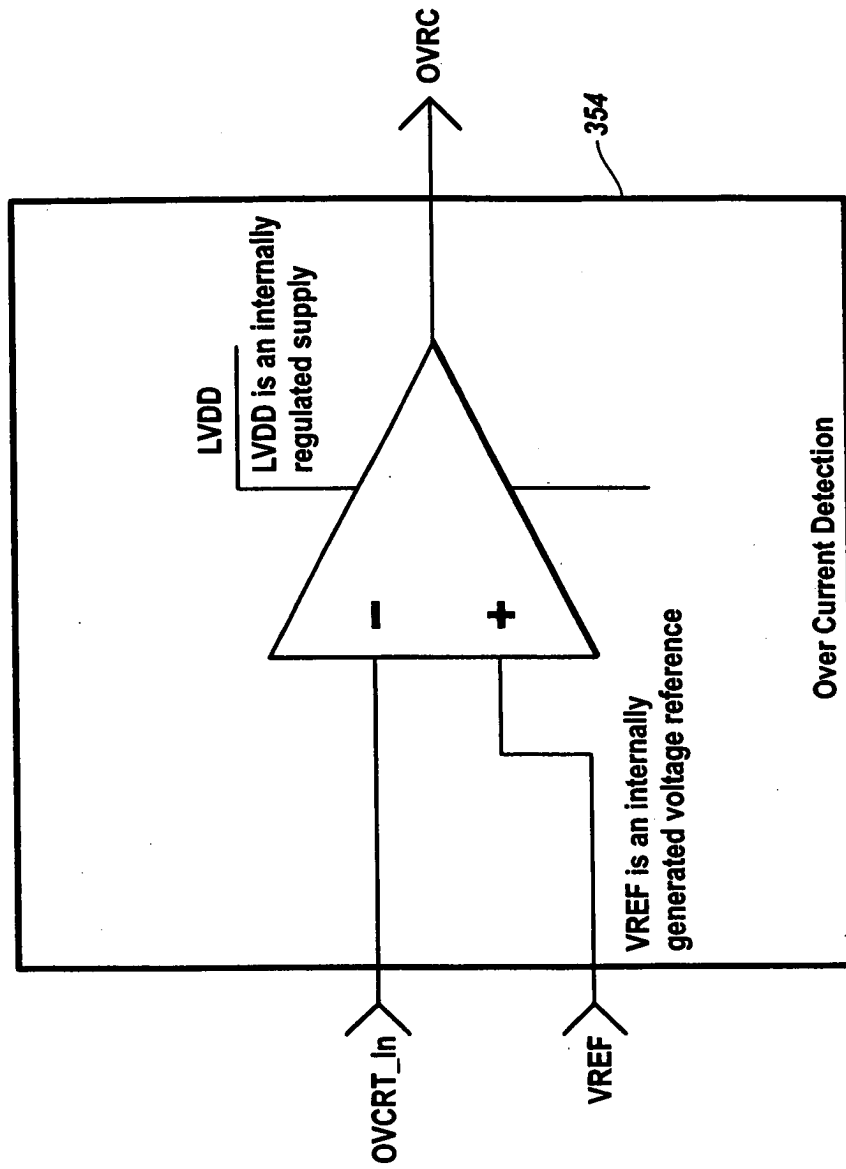 OVRC
354
LVDD
LVDD is an internally
regulated supply
−
+
OVCRT_In
VREF
VREF is an internally
generated voltage reference
Over Current Detection